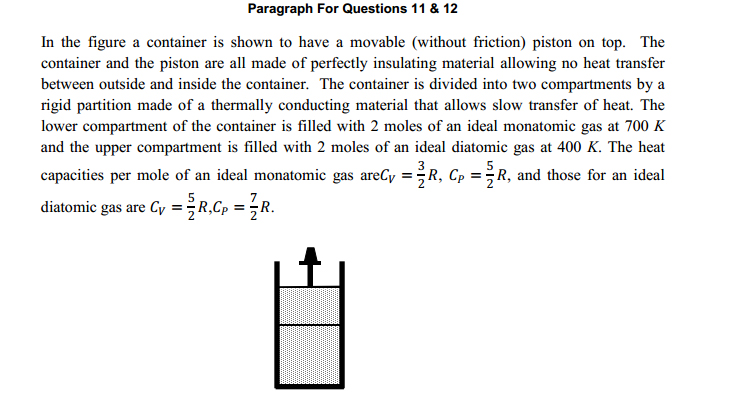 Paragraph For Questions 11 & 12
In the figure a container is shown to have a movable (without friction) piston on top. The
container and the piston are all made of perfectly insulating material allowing no heat transfer
between outside and inside the container. The container is divided into two compartments by a
rigid partition made of a thermally conducting material that allows slow transfer of heat. The
lower compartment of the container is filled with 2 moles of an ideal monatomic gas at 700 K
and the upper compartment is filled with 2 moles of an ideal diatomic gas at 400 K. The heat
capacities per mole of an ideal monatomic gas areC_V = 3/2 R, C_P = 5/2 R, and those for an ideal
diatomic gas are C_V = 5/2 R,C_P = 7/2 R.